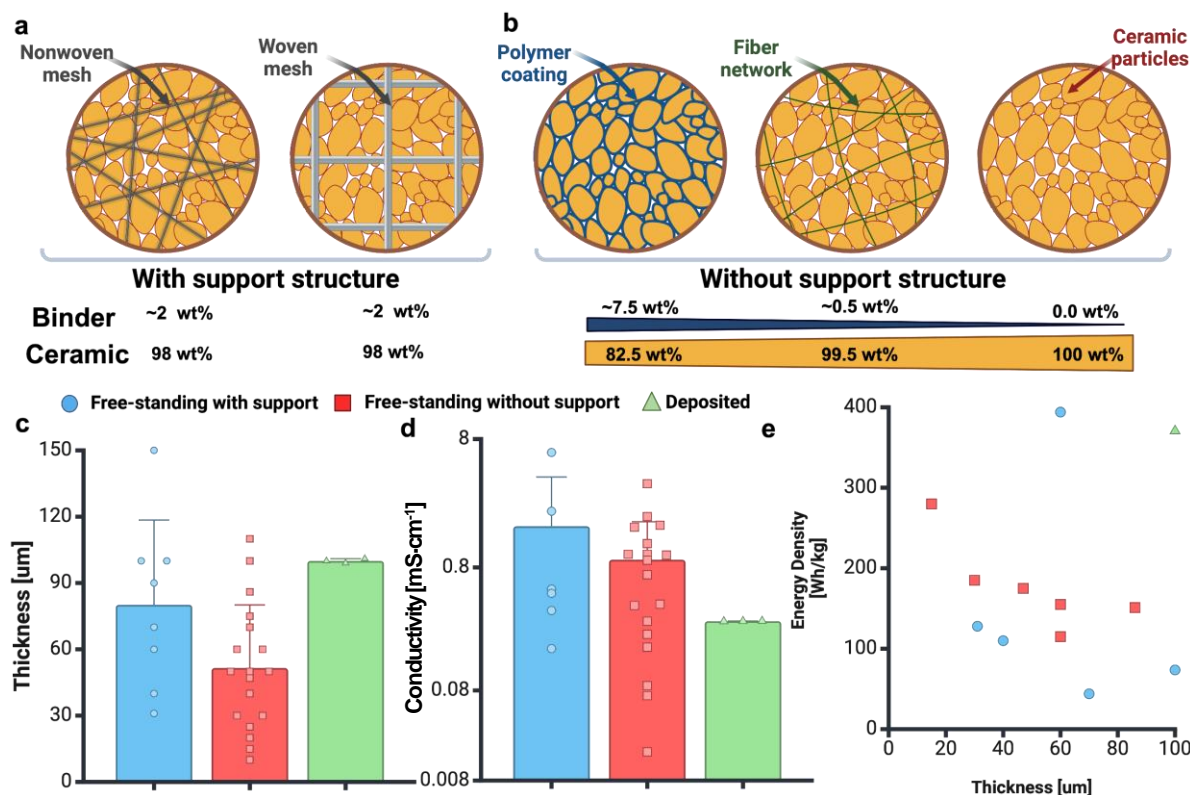 a
Nonwoven
mesh
Woven
mesh
b
Polymer
coating
Fiber
network
Ceramic
particles
With support structure
Without support structure
Binder
~2 wt%
~2 wt%
~7.5 wt%
~0.5 wt%
0.0 wt%
Ceramic
98 wt%
98 wt%
82.5 wt%
99.5 wt%
100 wt%
Free-standing with support
Free-standing without support
Deposited
c
Thickness [um]
150
120
90
60
30
0
d
Conductivity [mS·cm⁻¹]
8
0.8
0.08
0.008
e
Energy Density
[Wh/kg]
400
300
200
100
0
0
20
40
60
80
100
Thickness [um]